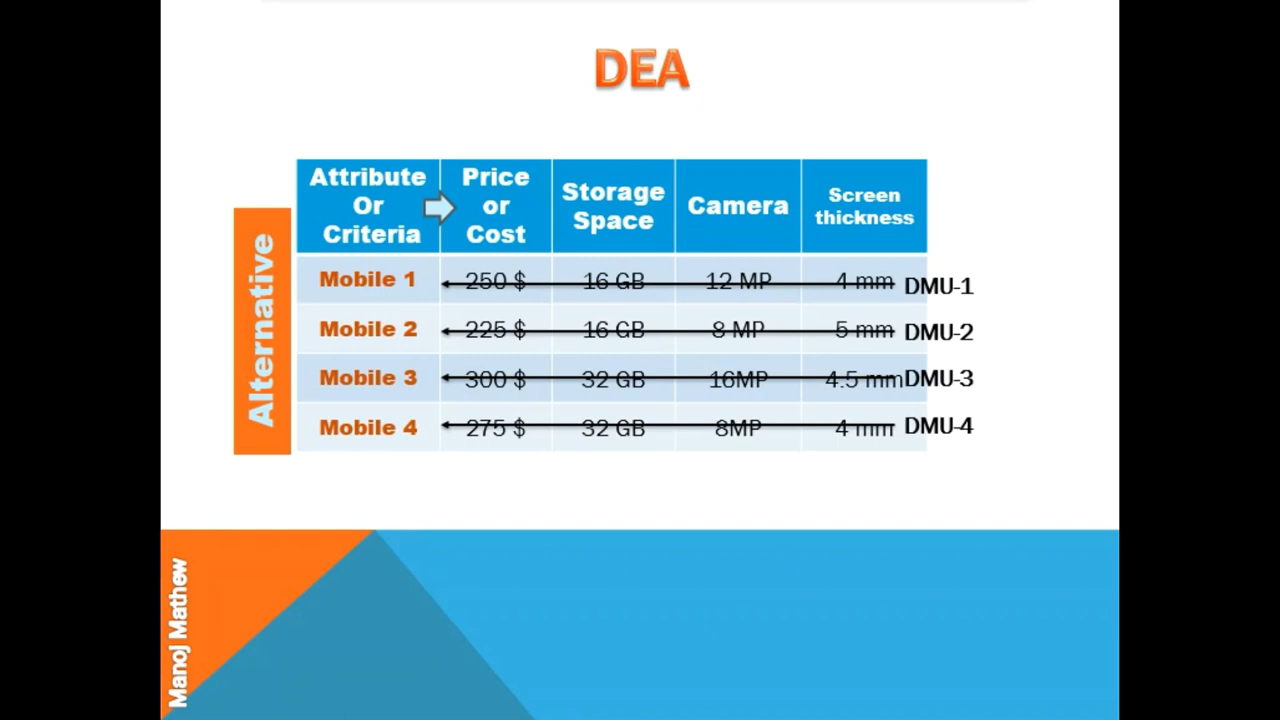 DEA
Attribute Or Criteria Price or Cost Storage Space Camera Screen thickness
Alternative
Mobile 1 250 $ 16 GB 12 MP 4 mm DMU-1
Mobile 2 225 $ 16 GB 8 MP 5 mm DMU-2
Mobile 3 300 $ 32 GB 16MP 4.5 mm DMU-3
Mobile 4 275 $ 32 GB 8MP 4 mm DMU-4
Manoj Mathew